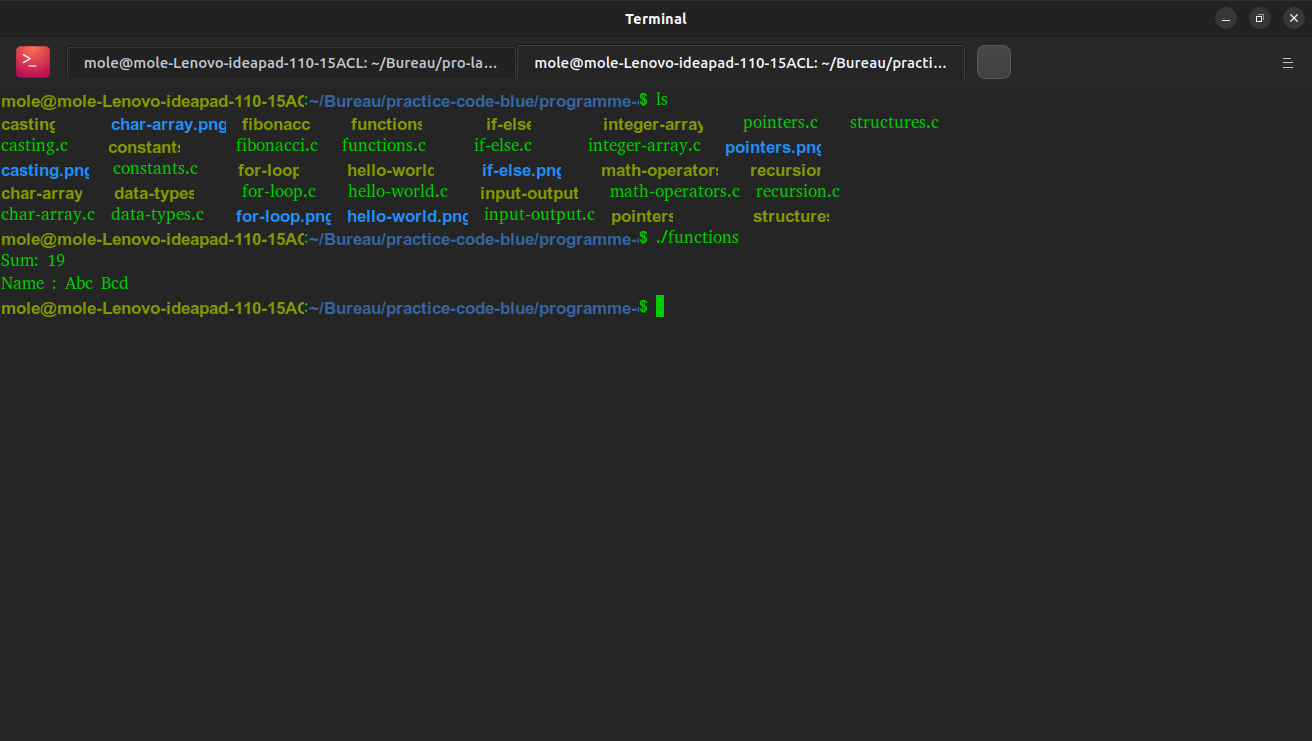 Terminal
>_ mole@mole-Lenovo-ideapad-110-15ACL: ~/Bureau/pro-la... mole@mole-Lenovo-ideapad-110-15ACL: ~/Bureau/practi...
mole@mole-Lenovo-ideapad-110-15AC:~/Bureau/practice-code-blue/programme-$ ls
casting char-array.png fibonacc functions if-else integer-array pointers.c structures.c
casting.c constants fibonacci.c functions.c if-else.c integer-array.c pointers.png
casting.png constants.c for-loop hello-world if-else.png math-operators recursion
char-array data-types for-loop.c hello-world.c input-output math-operators.c recursion.c
char-array.c data-types.c for-loop.png hello-world.png input-output.c pointers structures
mole@mole-Lenovo-ideapad-110-15AC:~/Bureau/practice-code-blue/programme-$ ./functions
Sum: 19
Name : Abc Bcd
mole@mole-Lenovo-ideapad-110-15AC:~/Bureau/practice-code-blue/programme-$